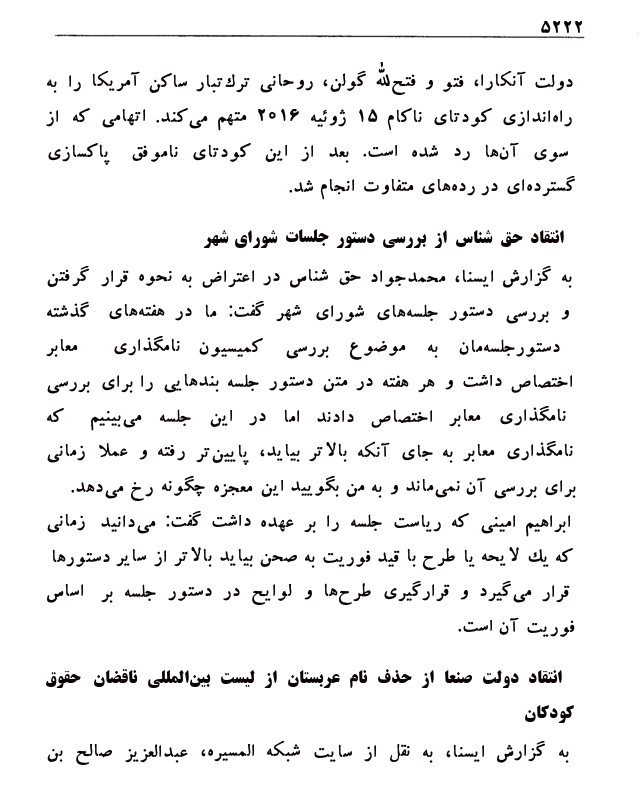 ۵۲۲۲
دولت آنکارا، فتو و فتح‌الله گولن، روحانی ترك‌تبار ساکن آمریکا را به
راه‌اندازی کودتای ناکام ۱۵ ژوئیه ۲۰۱۶ متهم می‌کند. اتهامی که از
سوی آن‌ها رد شده است. بعد از این کودتای ناموفق پاکسازی
گسترده‌ای در رده‌های متفاوت انجام شد.
انتقاد حق شناس از بررسی دستور جلسات شورای شهر
به گزارش ایسنا، محمدجواد حق شناس در اعتراض به نحوه قرار گرفتن
و بررسی دستور جلسه‌های شورای شهر گفت: ما در هفته‌های گذشته
دستورجلسه‌مان به موضوع بررسی کمیسیون نامگذاری معابر
اختصاص داشت و هر هفته در متن دستور جلسه بندهایی را برای بررسی
نامگذاری معابر اختصاص دادند اما در این جلسه می‌بینیم که
نامگذاری معابر به جای آنکه بالاتر بیاید، پایین‌تر رفته و عملا زمانی
برای بررسی آن نمی‌ماند و به من بگویید این معجزه چگونه رخ می‌دهد.
ابراهیم امینی که ریاست جلسه را بر عهده داشت گفت: می‌دانید زمانی
که یك لایحه یا طرح با قید فوریت به صحن بیاید بالاتر از سایر دستورها
قرار می‌گیرد و قرارگیری طرح‌ها و لوایح در دستور جلسه بر اساس
فوریت آن است.
انتقاد دولت صنعا از حذف نام عربستان از لیست بین‌المللی ناقضان حقوق
کودکان
به گزارش ایسنا، به نقل از سایت شبکه المسیره، عبدالعزیز صالح بن